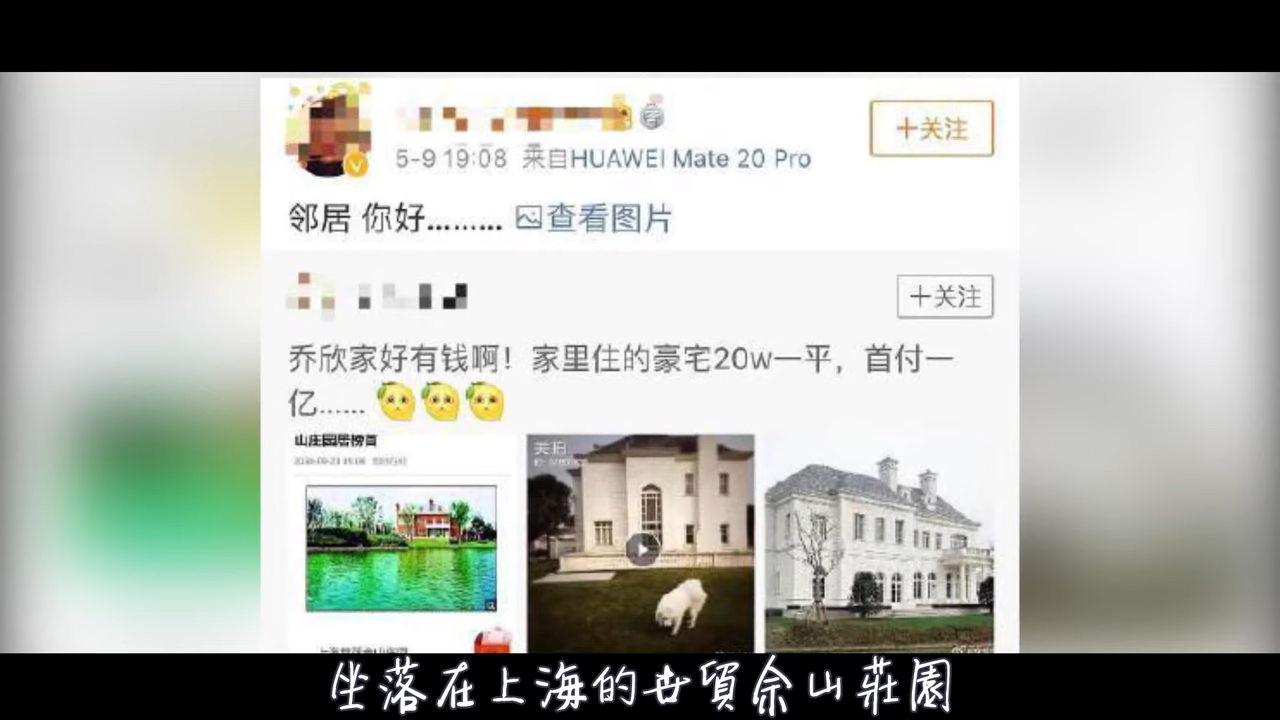 +关注
5-9 19:08 来自HUAWEI Mate 20 Pro
邻居 你好……… 查看图片
+关注
乔欣家好有钱啊！家里住的豪宅20w一平，首付一
亿……
山庄园居榜首
美拍
坐落在上海的世貿佘山莊園